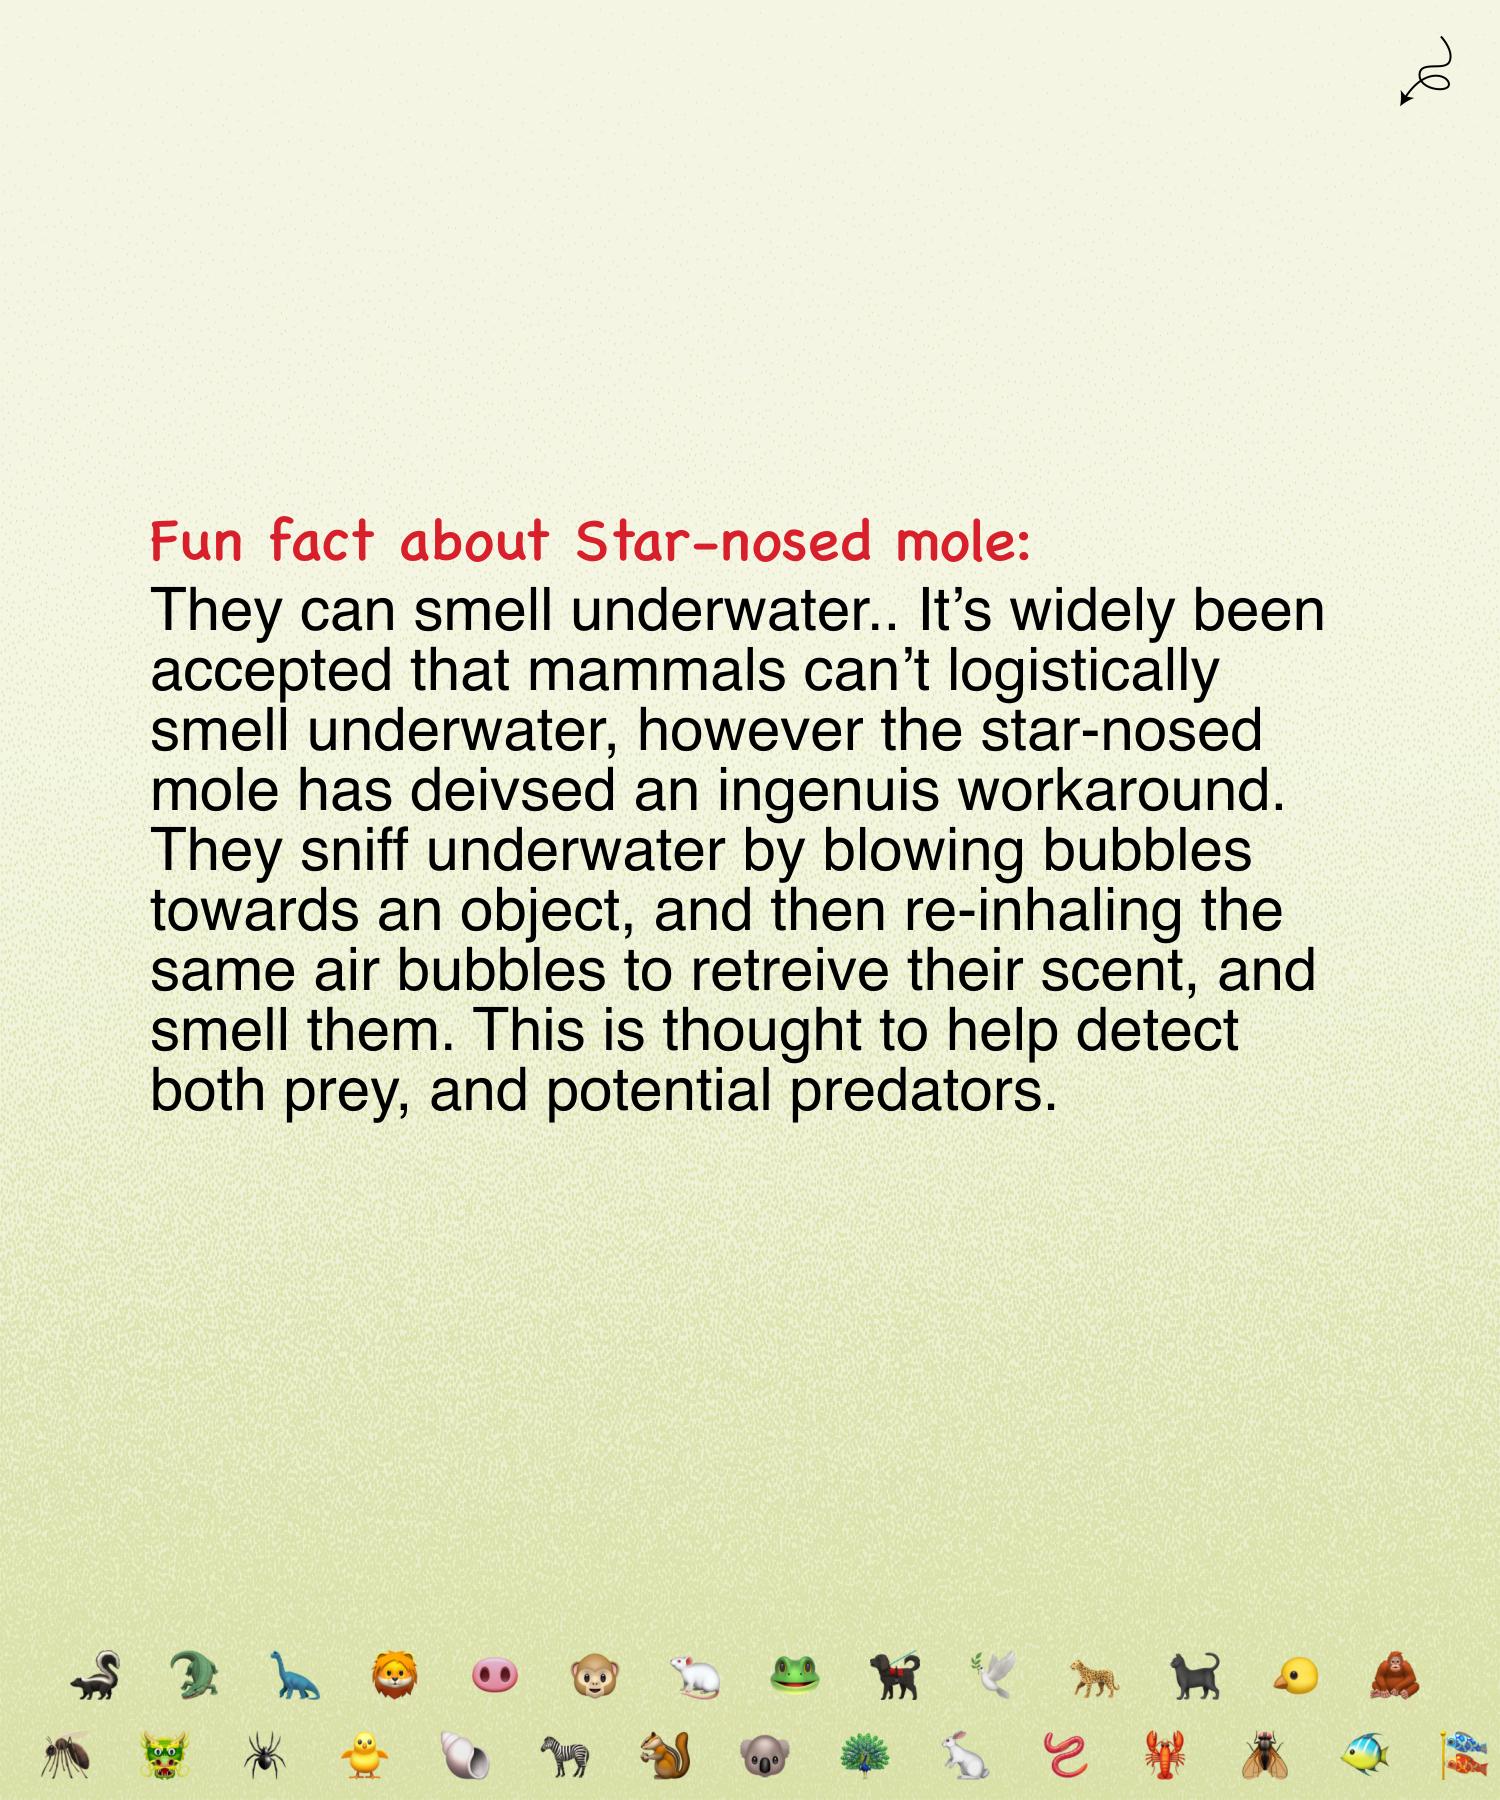 Fun fact about Star-nosed mole:
They can smell underwater.. It’s widely been
accepted that mammals can’t logistically
smell underwater, however the star-nosed
mole has deivsed an ingenuis workaround.
They sniff underwater by blowing bubbles
towards an object, and then re-inhaling the
same air bubbles to retreive their scent, and
smell them. This is thought to help detect
both prey, and potential predators.